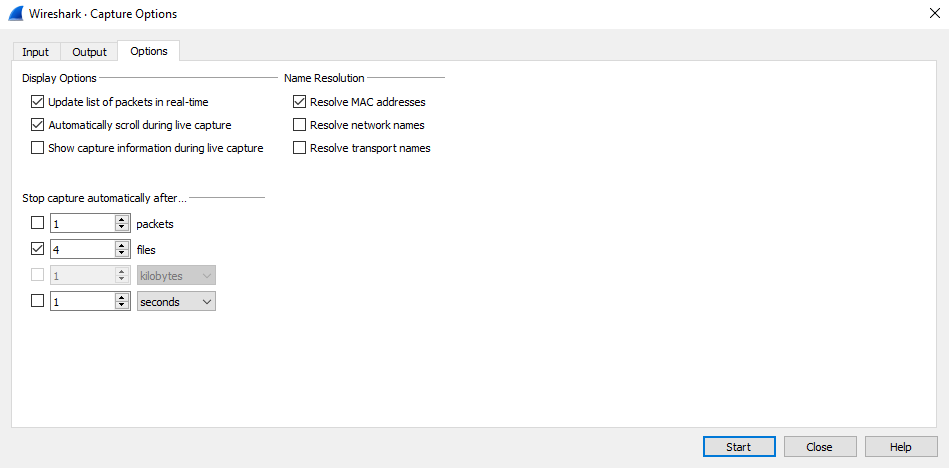 Wireshark · Capture Options
Input Output Options
Display Options
Update list of packets in real-time
Automatically scroll during live capture
Show capture information during live capture
Name Resolution
Resolve MAC addresses
Resolve network names
Resolve transport names
Stop capture automatically after...
1 packets
4 files
1 kilobytes
1 seconds
Start Close Help